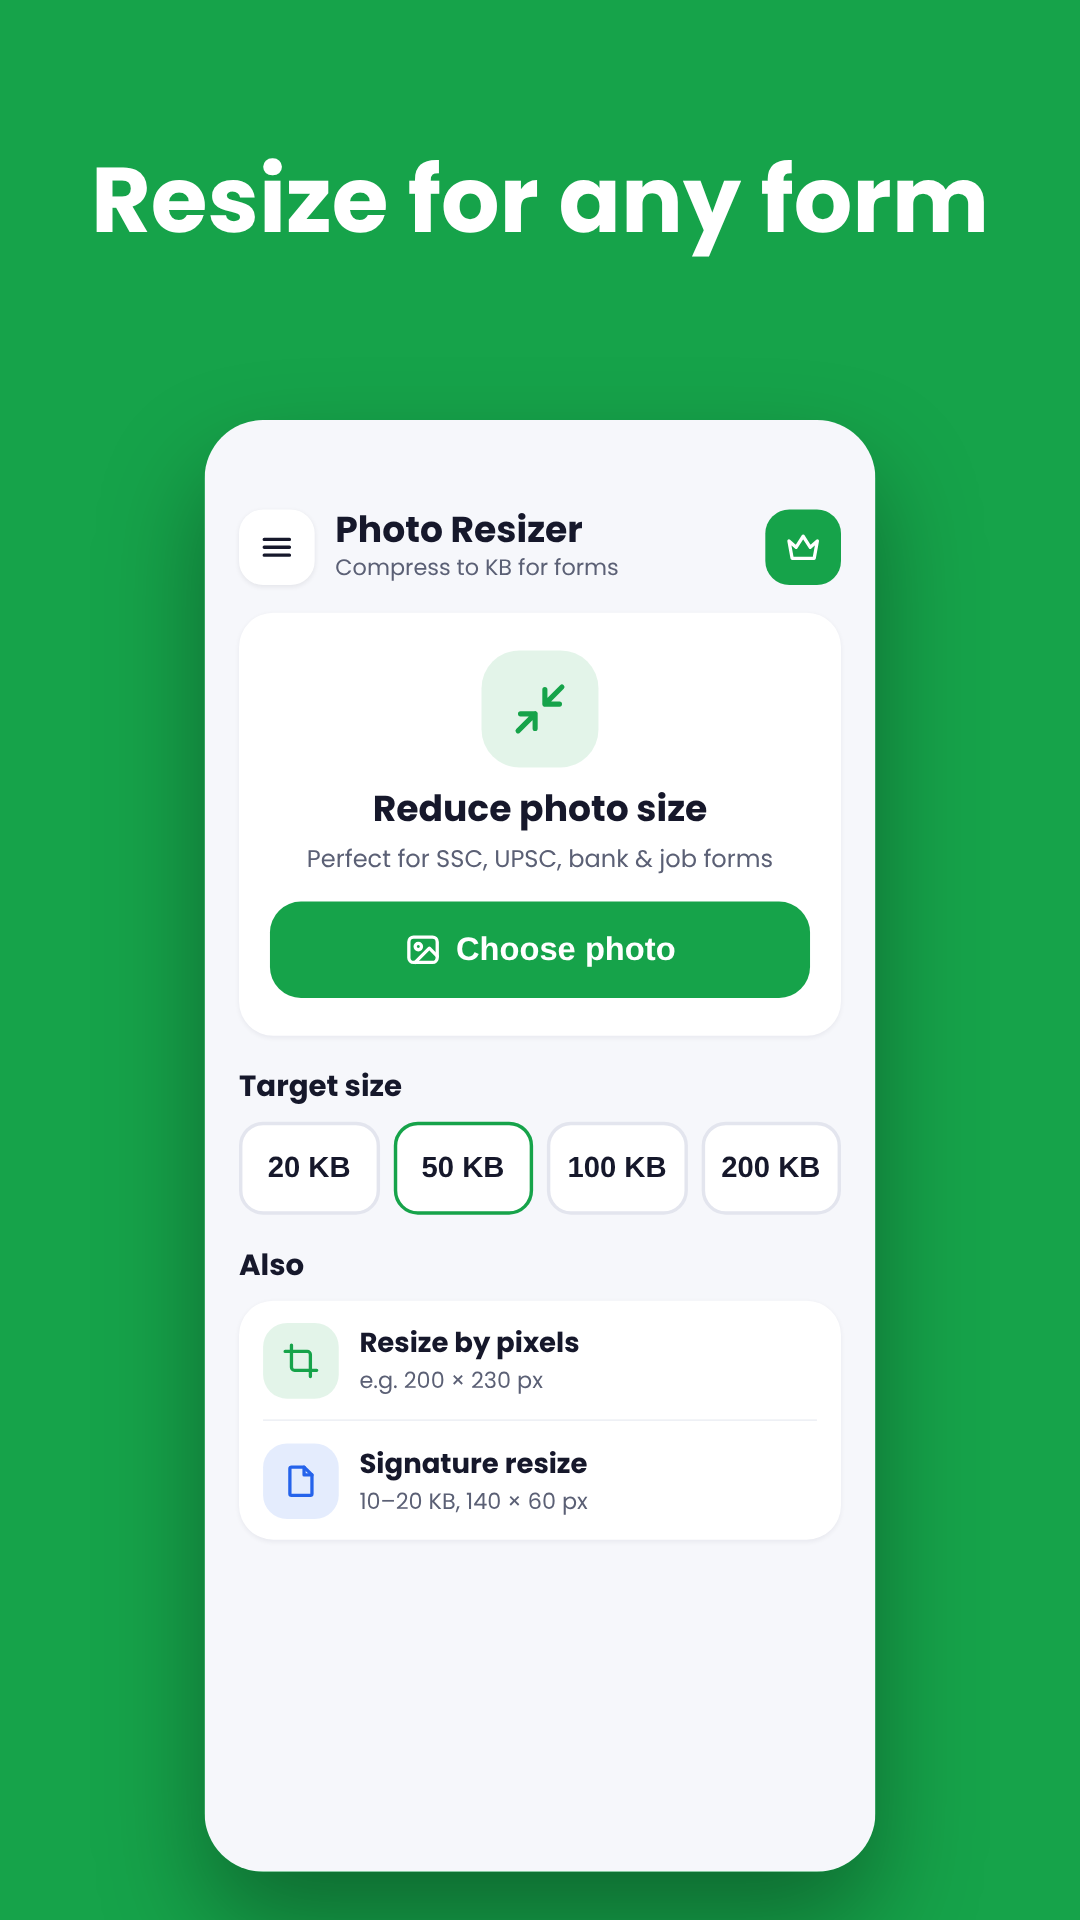 Resize for any form
Photo Resizer
Compress to KB for forms
Reduce photo size
Perfect for SSC, UPSC, bank & job forms
Choose photo
Target size
20 KB
50 KB
100 KB
200 KB
Also
Resize by pixels
e.g. 200 × 230 px
Signature resize
10–20 KB, 140 × 60 px